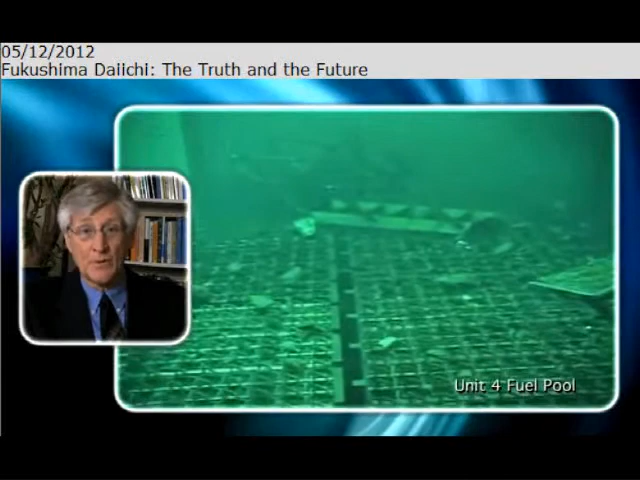 05/12/2012
Fukushima Daiichi: The Truth and the Future
Unit 4 Fuel Pool